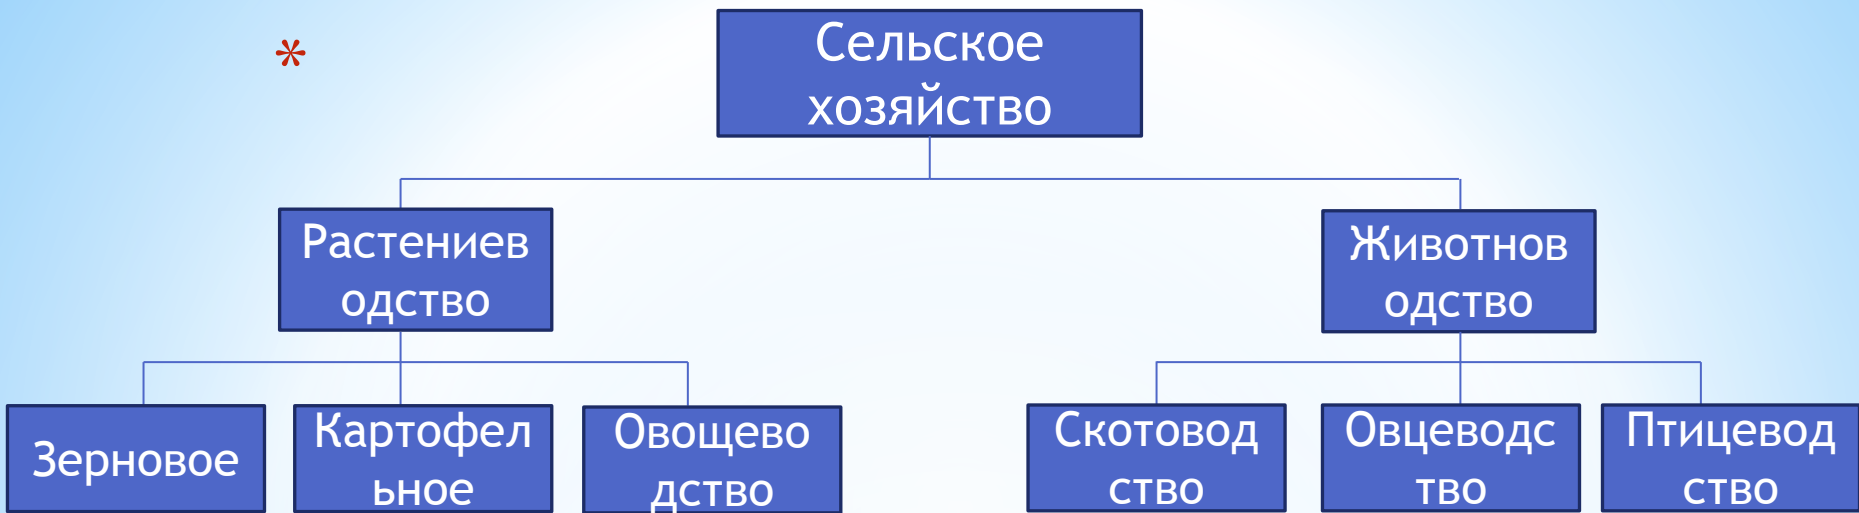 *
Сельское
хозяйство
Растениев
одство
Животнов
одство
Зерновое
Картофел
ьное
Овощево
дство
Скотовод
ство
Овцеводс
тво
Птицевод
ство